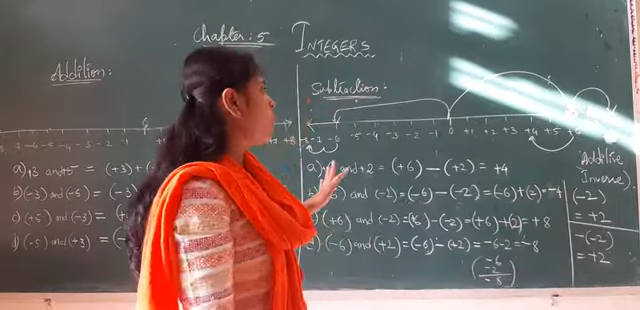 Chapter: 5
INTEGERS
Addition:
a) +3 and +5 = (+3) +
b) (-3) and (-5) = (-3)
c) (+5) and (-3) =
d) (-5) and (+3) =
Subtraction:
-6 -5 -4 -3 -2 -1 0 +1 +2 +3 +4 +5 +6
a) and +2 = (+6) - (+2) = +4
(-6) and (-2) = (-6) - (-2) = (-6) + (+2) = -4
(+6) and (-2) = (+6) - (-2) = (+6) + (2) = +8
(-6) and (+2) = (-6) - (+2) = -6-2 = -8
-6
-2
-8
Additive
Inverse
(-2)
= +2
-(-2)
= +2